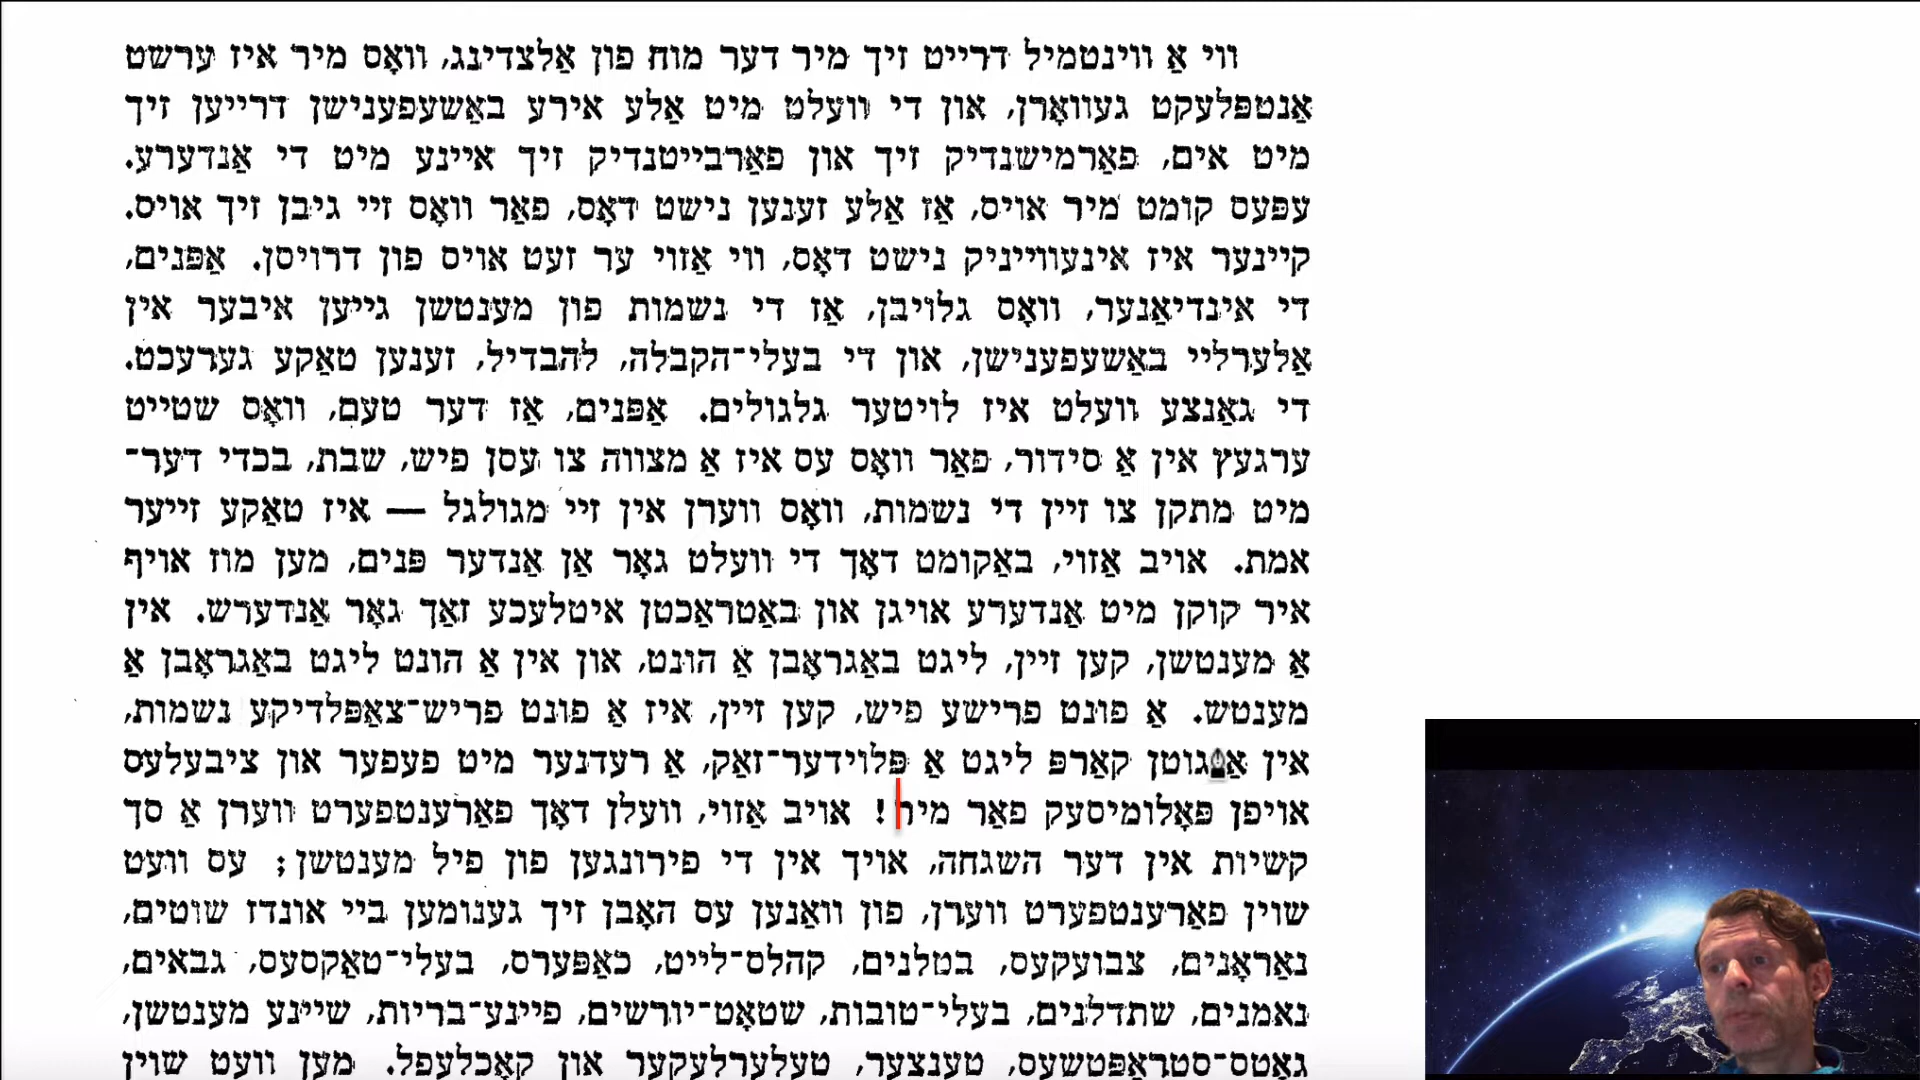 ווי אַ ווינטמיל דרייט זיך מיר דער מוח פון אַלצדינג, וואָס מיר איז ערשט
אַנטפּלעקט געוואָרן, און די וועלט מיט אַלע אירע באַשעפענישן דרייען זיך
מיט אים, פאַרמישנדיק זיך און פאַרבייטנדיק זיך איינע מיט די אַנדערע.
עפּעס קומט מיר אויס, אַז אַלע זענען נישט דאָס, פאַר וואָס זיי גיבן זיך אויס.
קיינער איז אינעווייניק נישט דאָס, ווי אַזוי ער זעט אויס פון דרויסן. אַפּנים,
די אינדיאַנער, וואָס גלויבן, אַז די נשמות פון מענטשן גייען איבער אין
אַלערליי באַשעפענישן, און די בעלי־הקבלה, להבדיל, זענען טאַקע גערעכט.
די גאַנצע וועלט איז לויטער גלגולים. אַפּנים, אַז דער טעם, וואָס שטייט
ערגעץ אין אַ סידור, פאַר וואָס עס איז אַ מצווה צו עסן פיש, שבת, בכדי דער־
מיט מתקן צו זיין די נשמות, וואָס ווערן אין זיי מגולגל — איז טאַקע זייער
אמת. אויב אַזוי, באַקומט דאָך די וועלט גאָר אַן אַנדער פּנים, מען מוז אויף
איר קוקן מיט אַנדערע אויגן און באַטראַכטן איטלעכע זאַך גאָר אַנדערש. אין
אַ מענטשן, קען זיין, ליגט באַגראָבן אַ הונט, און אין אַ הונט ליגט באַגראָבן אַ
מענטש. אַ פונט פרישע פיש, קען זיין, איז אַ פונט פריש־צאַפּלדיקע נשמות,
אין אַ גוטן קאַרפּ ליגט אַ פּלוידער־זאַק, אַ רעדנער מיט פעפער און ציבעלעס
אויפן פּאָלומיסעק פאַר מיר! אויב אַזוי, וועלן דאָך פאַרענטפערט ווערן אַ סך
קשיות אין דער השגחה, אויך אין די פירונגען פון פיל מענטשן; עס וועט
שוין פאַרענטפערט ווערן, פון וואַנען עס האָבן זיך גענומען ביי אונדז שוטים,
נאַראָנים, צבועקעס, בטלנים, קהלס־לייט, כאַפּערס, בעלי־טאַקסעס, גבאים,
נאמנים, שתדלנים, בעלי־טובות, שטאָט־יורשים, פיינע־בריות, שיינע מענטשן,
גאָטס־סטראַפּטשעס, טענצער, טעלערלעקער און קאָכלעפל. מען וועט שוין